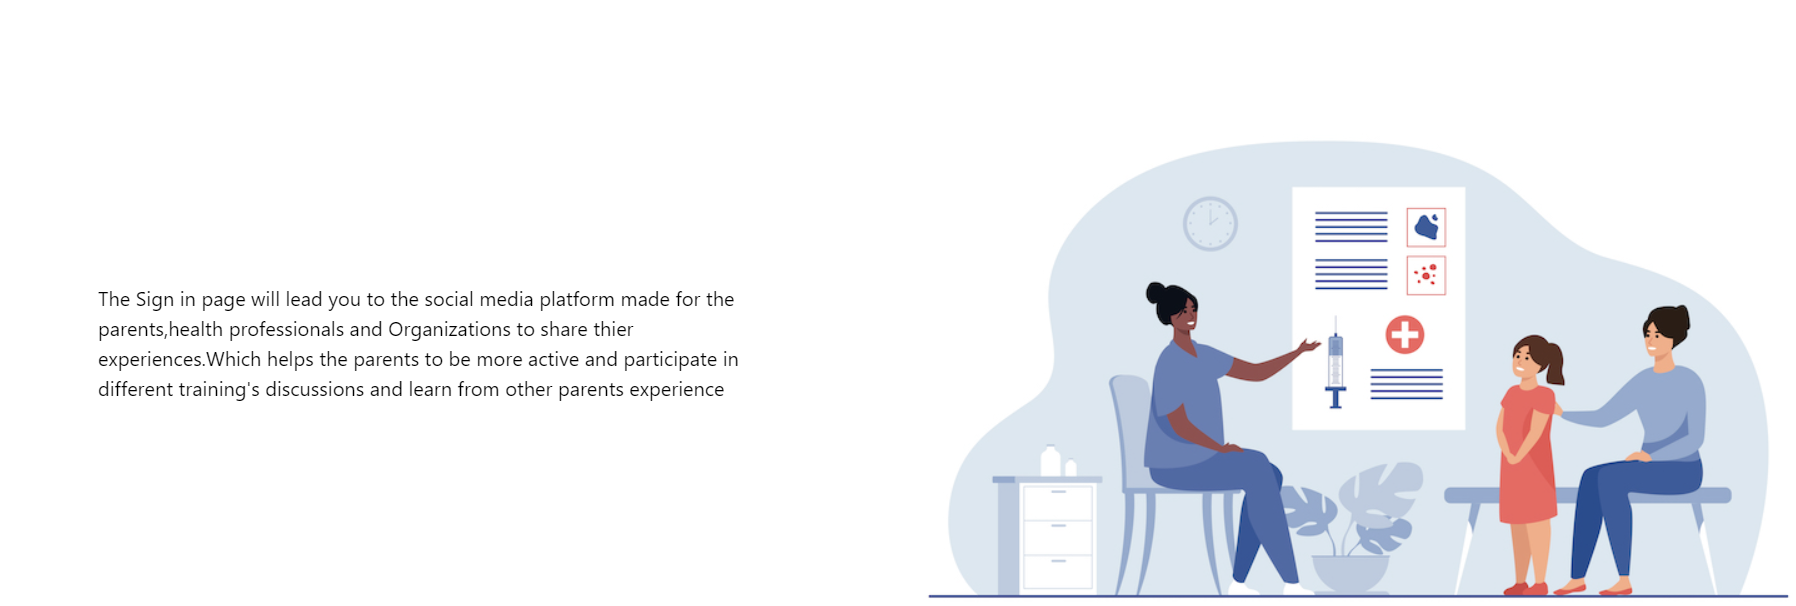 The Sign in page will lead you to the social media platform made for the
parents,health professionals and Organizations to share thier
experiences.Which helps the parents to be more active and participate in
different training's discussions and learn from other parents experience